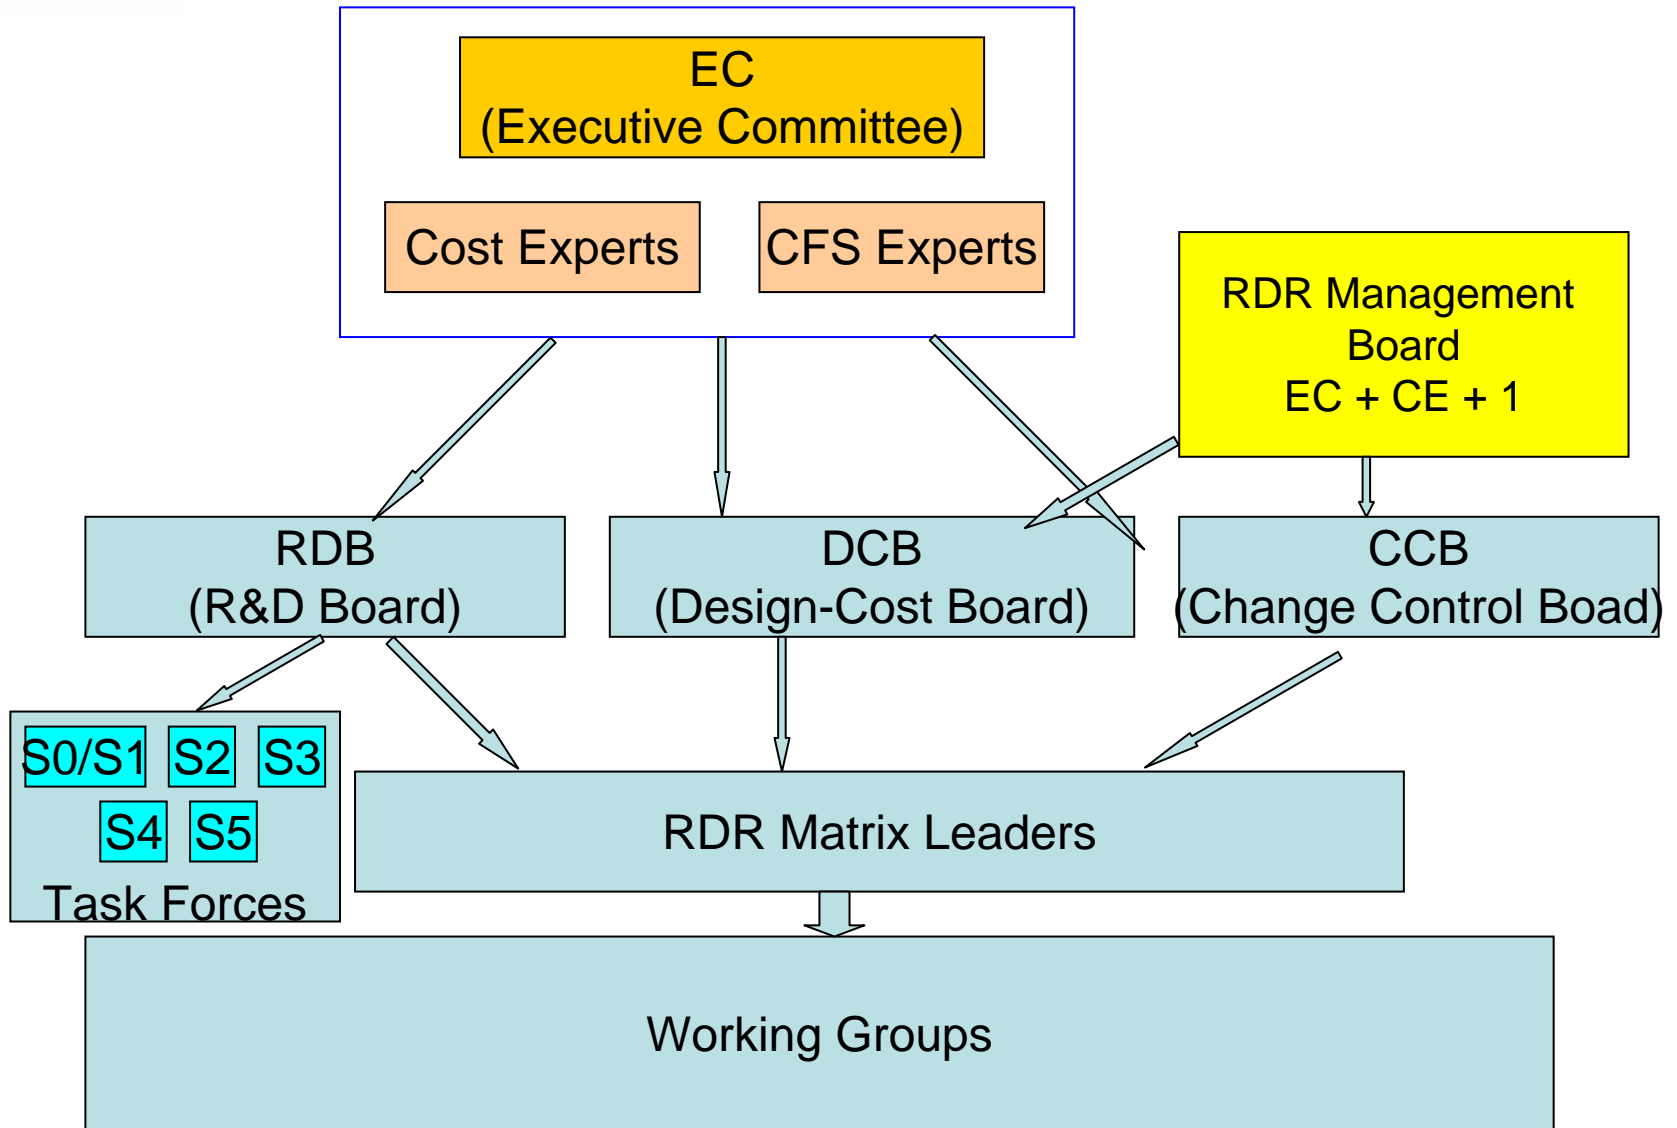 EC
(Executive Committee)
Cost Experts
CFS Experts
RDR Management
Board
EC + CE + 1
RDB
(R&D Board)
DCB
(Design-Cost Board)
CCB
(Change Control Boad)
S0/S1
S2
S3
S4
S5
Task Forces
RDR Matrix Leaders
Working Groups